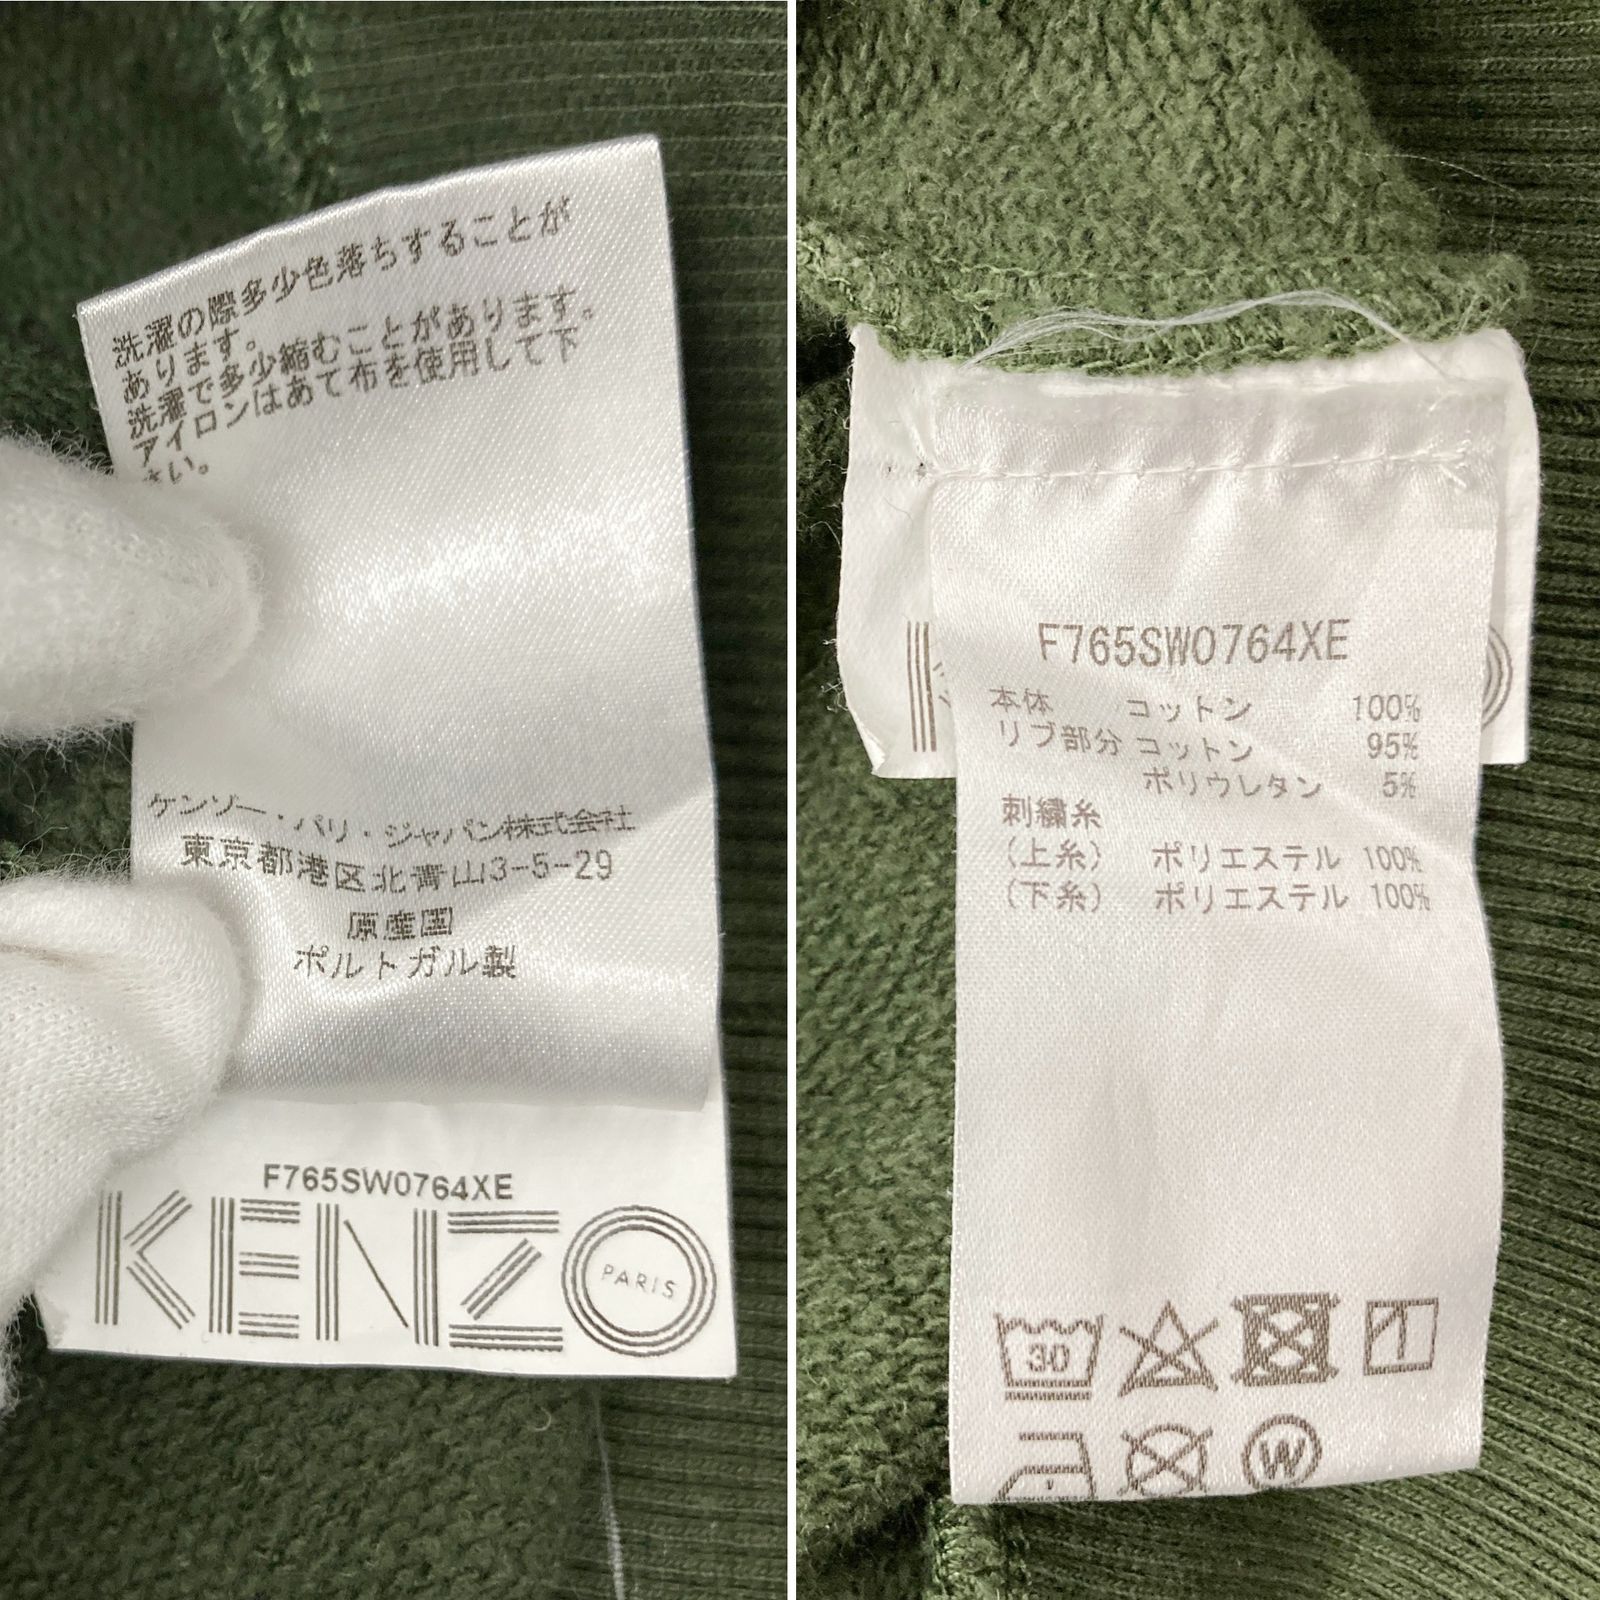 洗濯の際多少色落ちすることが
あります。
洗濯で多少縮むことがあります。
アイロンはあて布を使用して下
さい。
ケンゾー・パリ・ジャパン株式会社
東京都港区北青山3-5-29
原産国
ポルトガル製
F765SW0764XE
KENZO
PARIS
F765SW0764XE
本体 コットン 100%
リブ部分 コットン 95%
ポリウレタン 5%
刺繍糸
(上糸) ポリエステル 100%
(下糸) ポリエステル 100%
30
W